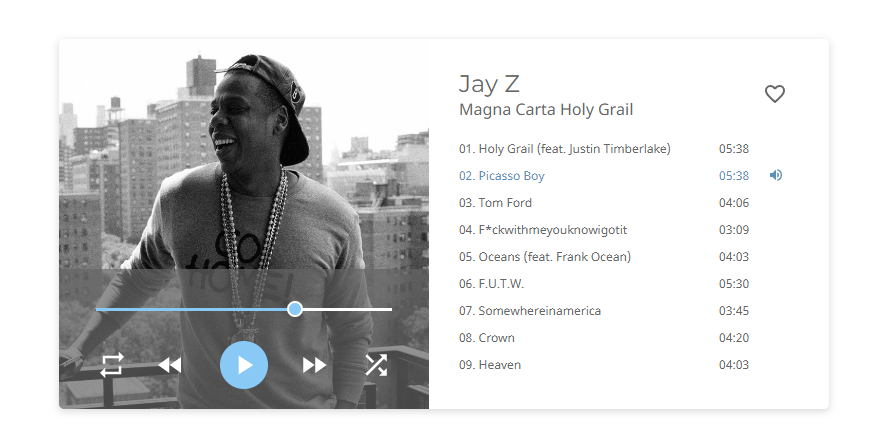 Jay Z
Magna Carta Holy Grail
01. Holy Grail (feat. Justin Timberlake) 05:38
02. Picasso Boy 05:38
03. Tom Ford 04:06
04. F*ckwithmeyouknowigotit 03:09
05. Oceans (feat. Frank Ocean) 04:03
06. F.U.T.W. 05:30
07. Somewhereinamerica 03:45
08. Crown 04:20
09. Heaven 04:03
GO
HOME!